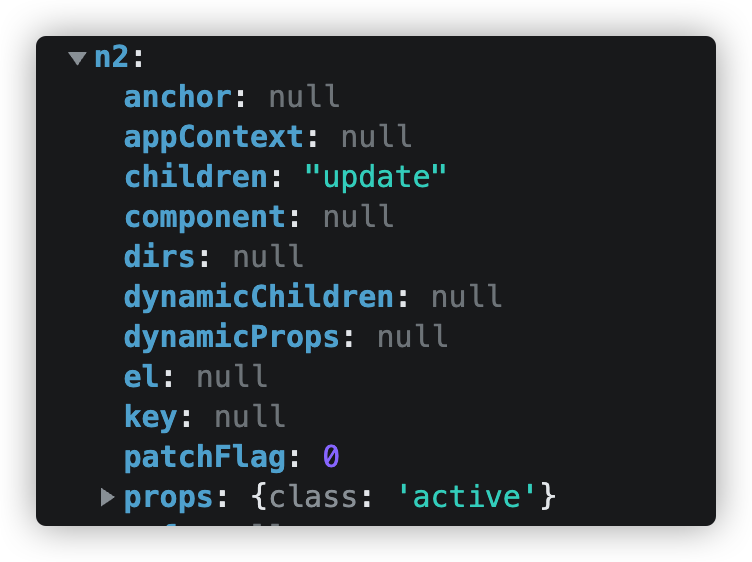 n2:
anchor: null
appContext: null
children: "update"
component: null
dirs: null
dynamicChildren: null
dynamicProps: null
el: null
key: null
patchFlag: 0
props: {class: 'active'}